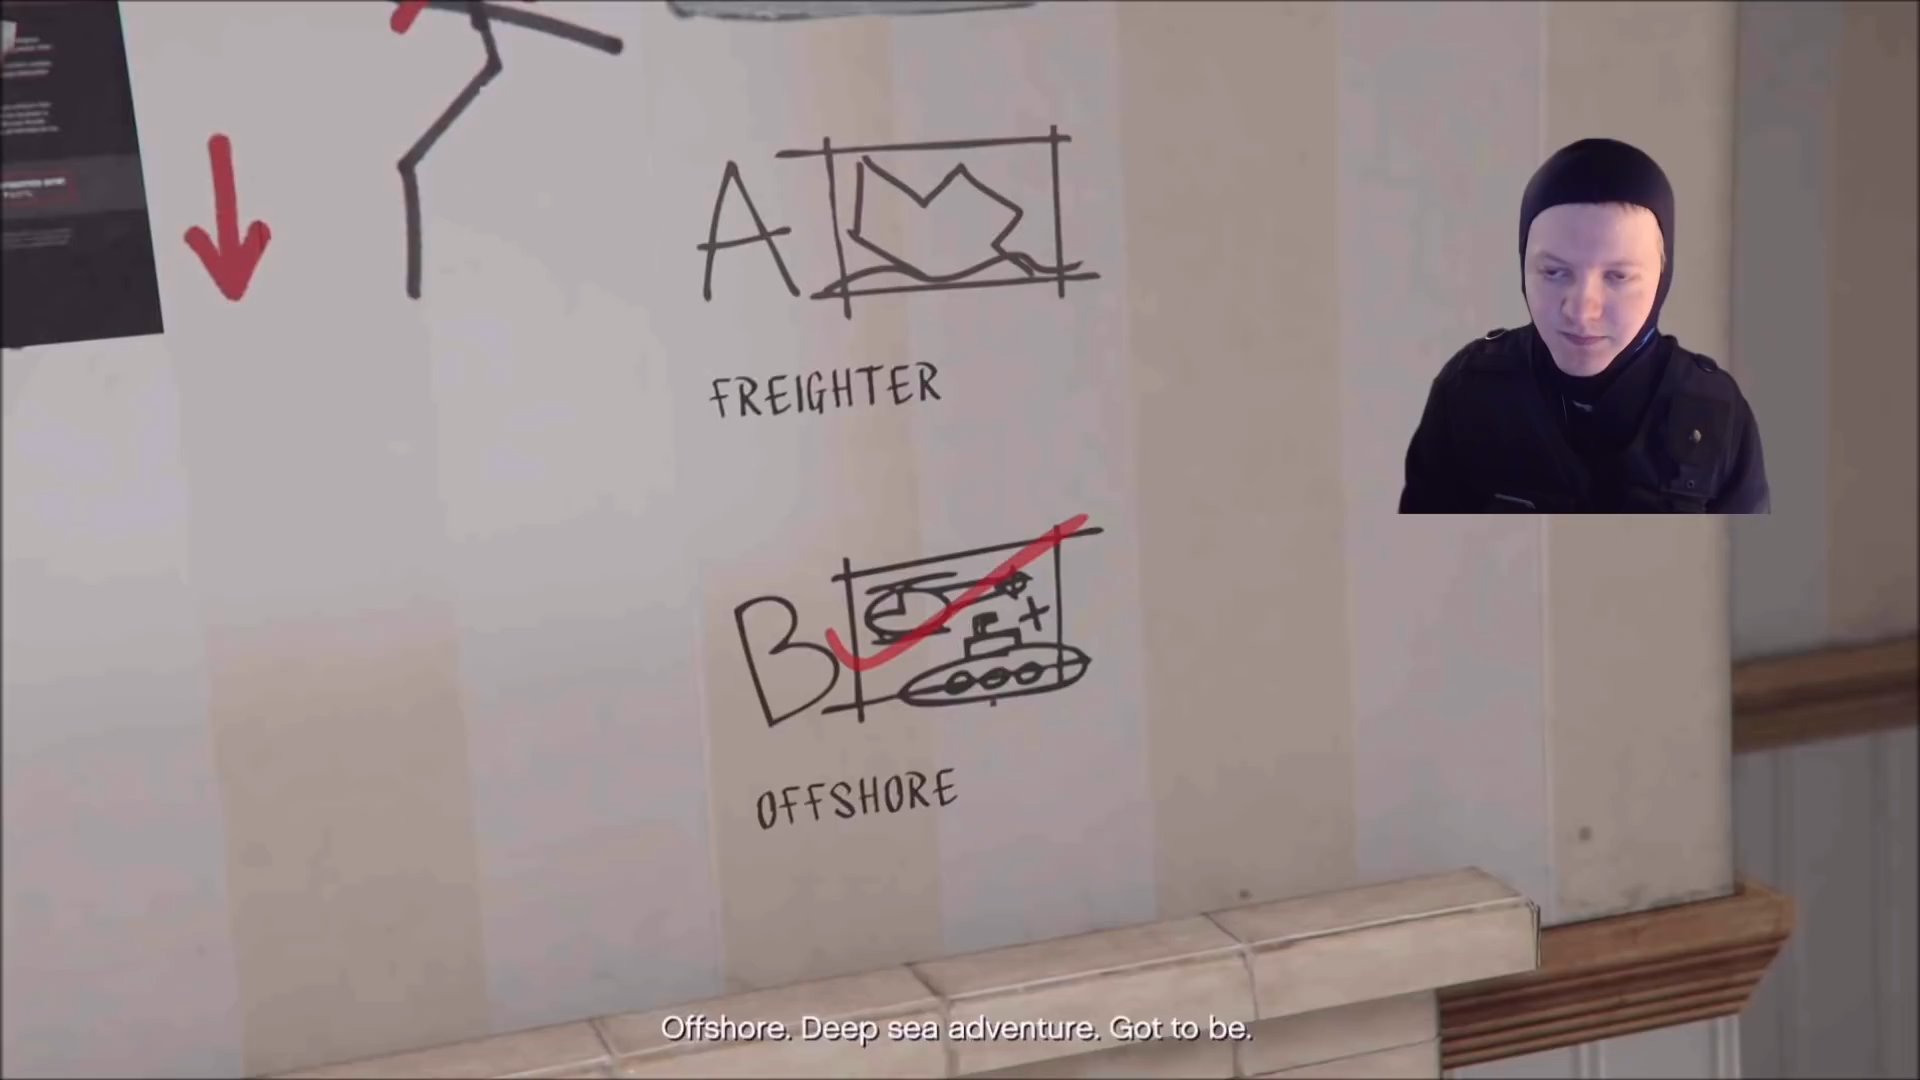 A
FREIGHTER
B
OFFSHORE
Offshore. Deep sea adventure. Got to be.